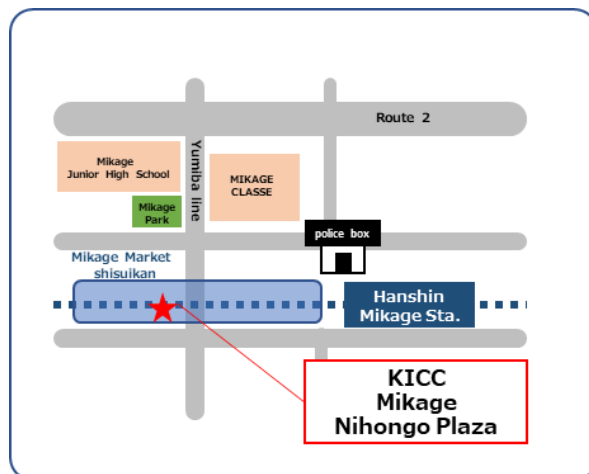 Route 2
Mikage
Junior High School
Yumiba line
MIKAGE
CLASSE
Mikage
Park
police box
Mikage Market
shisuikan
Hanshin
Mikage Sta.
KICC
Mikage
Nihongo Plaza